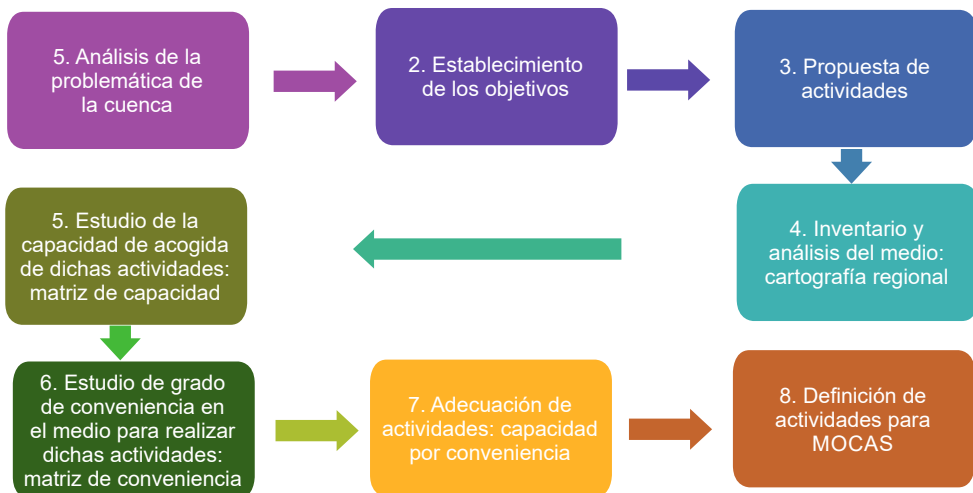 5. Análisis de la
problemática de
la cuenca
2. Establecimiento
de los objetivos
3. Propuesta de
actividades
4. Inventario y
análisis del medio:
cartografía regional
5. Estudio de la
capacidad de acogida
de dichas actividades:
matriz de capacidad
6. Estudio de grado
de conveniencia en
el medio para realizar
dichas actividades:
matriz de conveniencia
7. Adecuación de
actividades: capacidad
por conveniencia
8. Definición de
actividades para
MOCAS